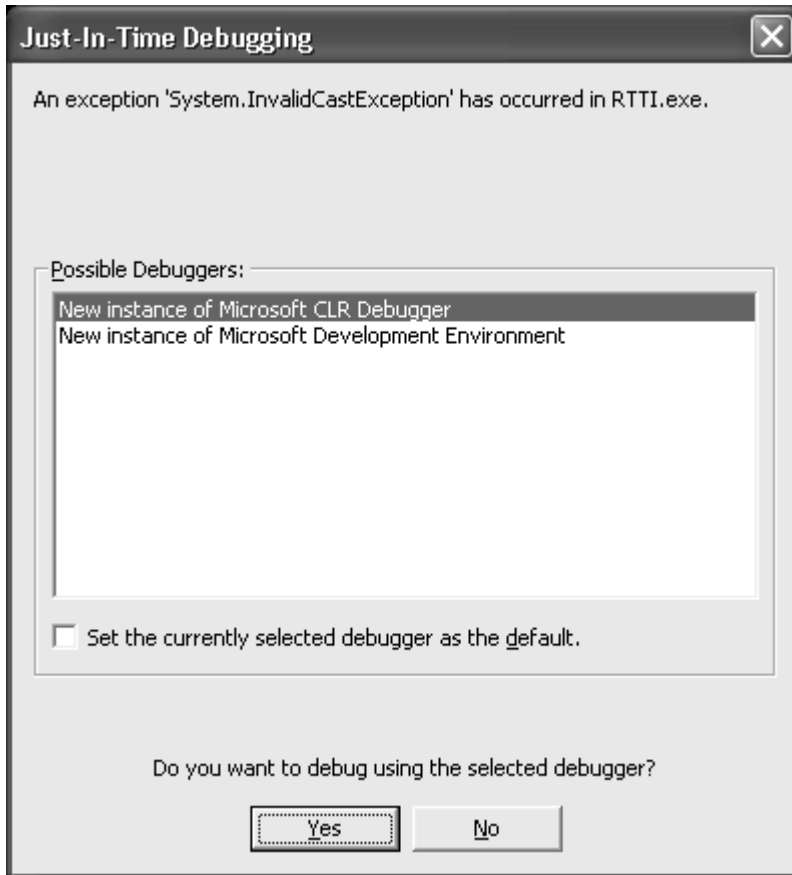 Just-In-Time Debugging
An exception 'System.InvalidCastException' has occurred in RTTI.exe.
Possible Debuggers:
New instance of Microsoft CLR Debugger
New instance of Microsoft Development Environment
Set the currently selected debugger as the default.
Do you want to debug using the selected debugger?
Yes No